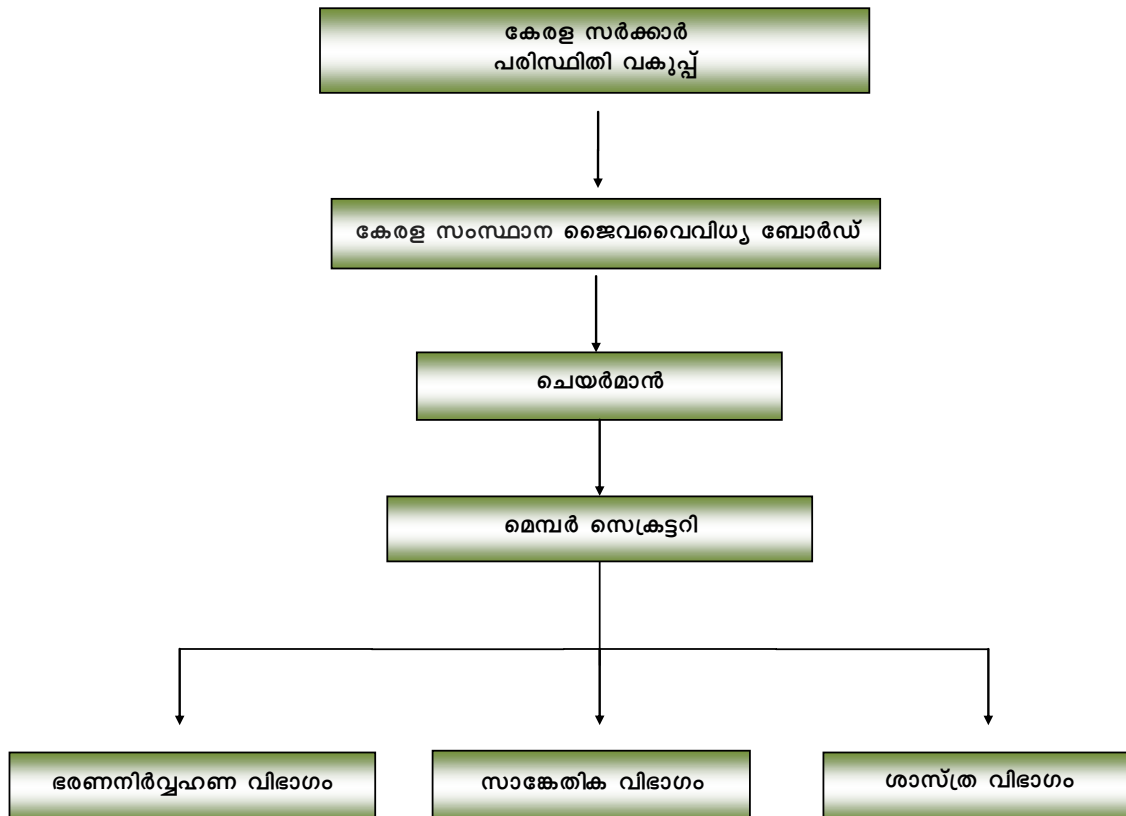 കേരള സർക്കാർ
പരിസ്ഥിതി വകുപ്പ്
കേരള സംസ്ഥാന ജൈവവൈവിധ്യ ബോർഡ്
ചെയർമാൻ
മെമ്പർ സെക്രട്ടറി
ഭരണനിർവ്വഹണ വിഭാഗം
സാങ്കേതിക വിഭാഗം
ശാസ്ത്ര വിഭാഗം